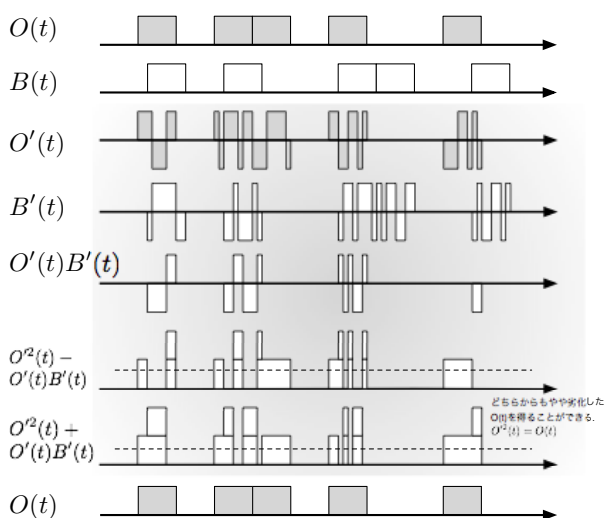 O(t)
B(t)
O′(t)
B′(t)
O′(t)B′(t)
O′²(t) −
O′(t)B′(t)
どちらからもやや劣化した
O(t)を得ることができる.
O′²(t) = O(t)
O′²(t) +
O′(t)B′(t)
O(t)